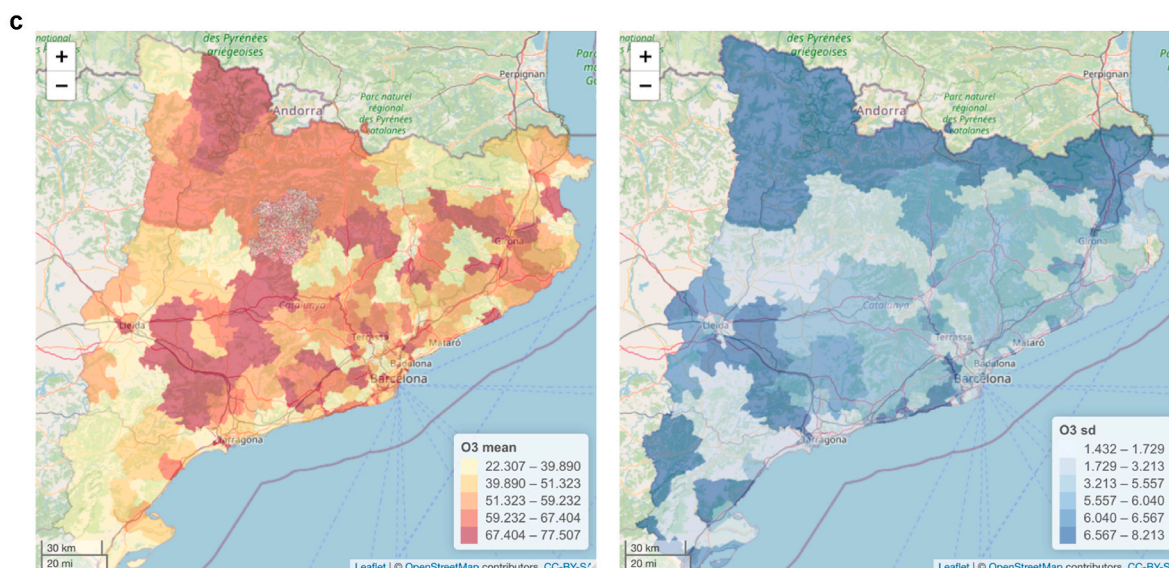 c
des Pyrénées
ariégeoises
national
+
−
Perpignan
Andorra
Parc naturel
régional
des Pyrénées
catalanes
Girona
Catalunya
Lleida
Terrassa
Mataró
Badalona
Barcelona
Tarragona
O3 mean
22.307 – 39.890
39.890 – 51.323
51.323 – 59.232
59.232 – 67.404
67.404 – 77.507
30 km
20 mi
Leaflet | © OpenStreetMap contributors, CC-BY-SA
des Pyrénées
ariégeoises
+
−
Perpignan
Andorra
Parc naturel
régional
des Pyrénées
catalanes
Girona
Catalunya
Lleida
Terrassa
Mataró
Badalona
Barcelona
Tarragona
O3 sd
1.432 – 1.729
1.729 – 3.213
3.213 – 5.557
5.557 – 6.040
6.040 – 6.567
6.567 – 8.213
30 km
20 mi
Leaflet | © OpenStreetMap contributors, CC-BY-S